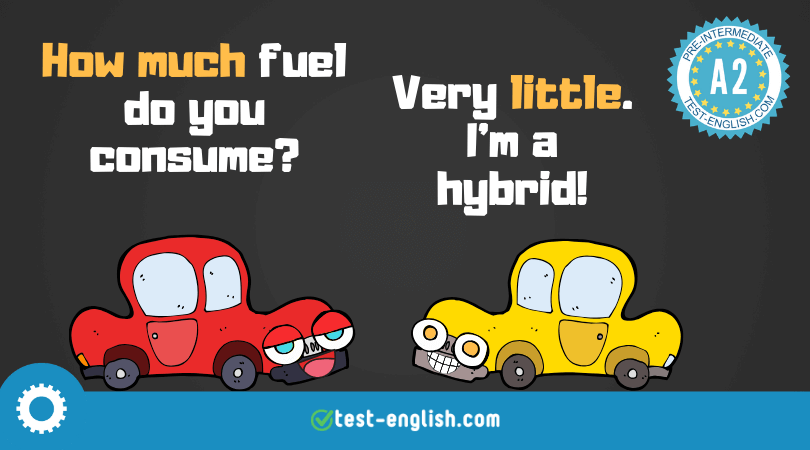 How much fuel
do you
consume?
Very little.
I'm a
hybrid!
PRE-INTERMEDIATE
A2
TEST-ENGLISH.COM
test-english.com